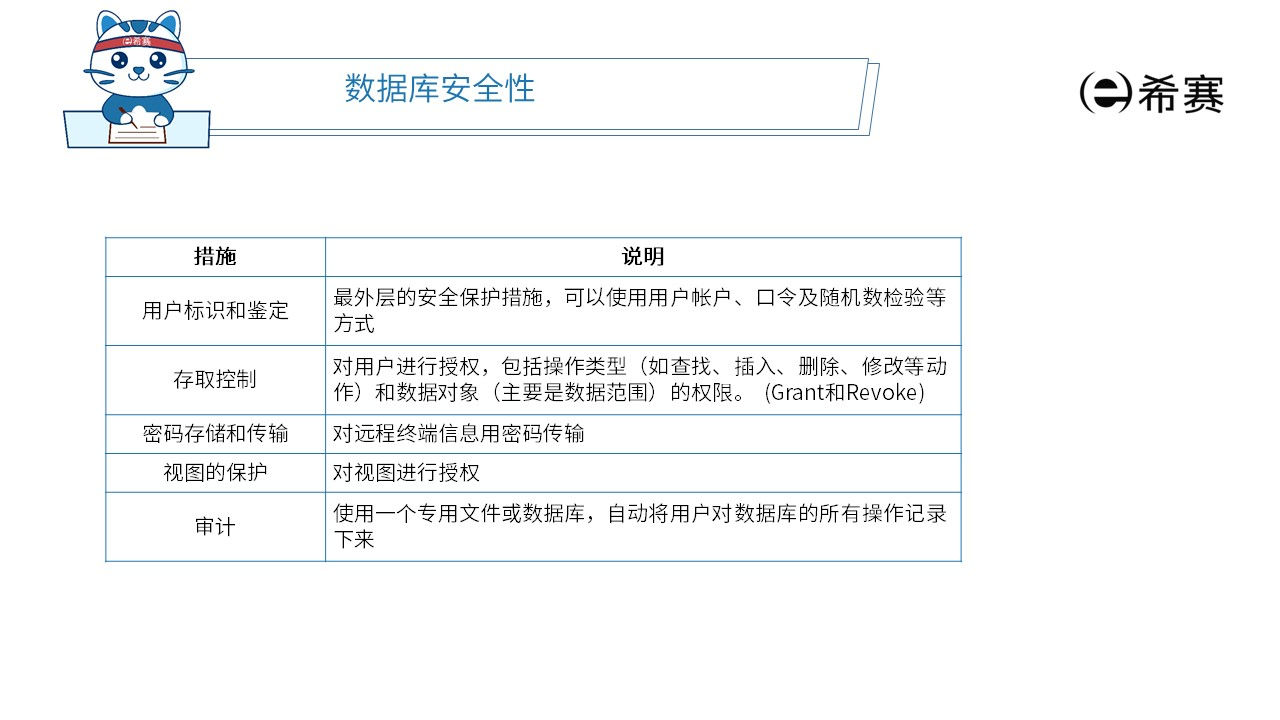 希赛
数据库安全性
希赛
措施
说明
用户标识和鉴定
最外层的安全保护措施，可以使用用户帐户、口令及随机数检验等
方式
存取控制
对用户进行授权，包括操作类型（如查找、插入、删除、修改等动
作）和数据对象（主要是数据范围）的权限。（Grant和Revoke)
密码存储和传输
对远程终端信息用密码传输
视图的保护
对视图进行授权
审计
使用一个专用文件或数据库，自动将用户对数据库的所有操作记录
下来